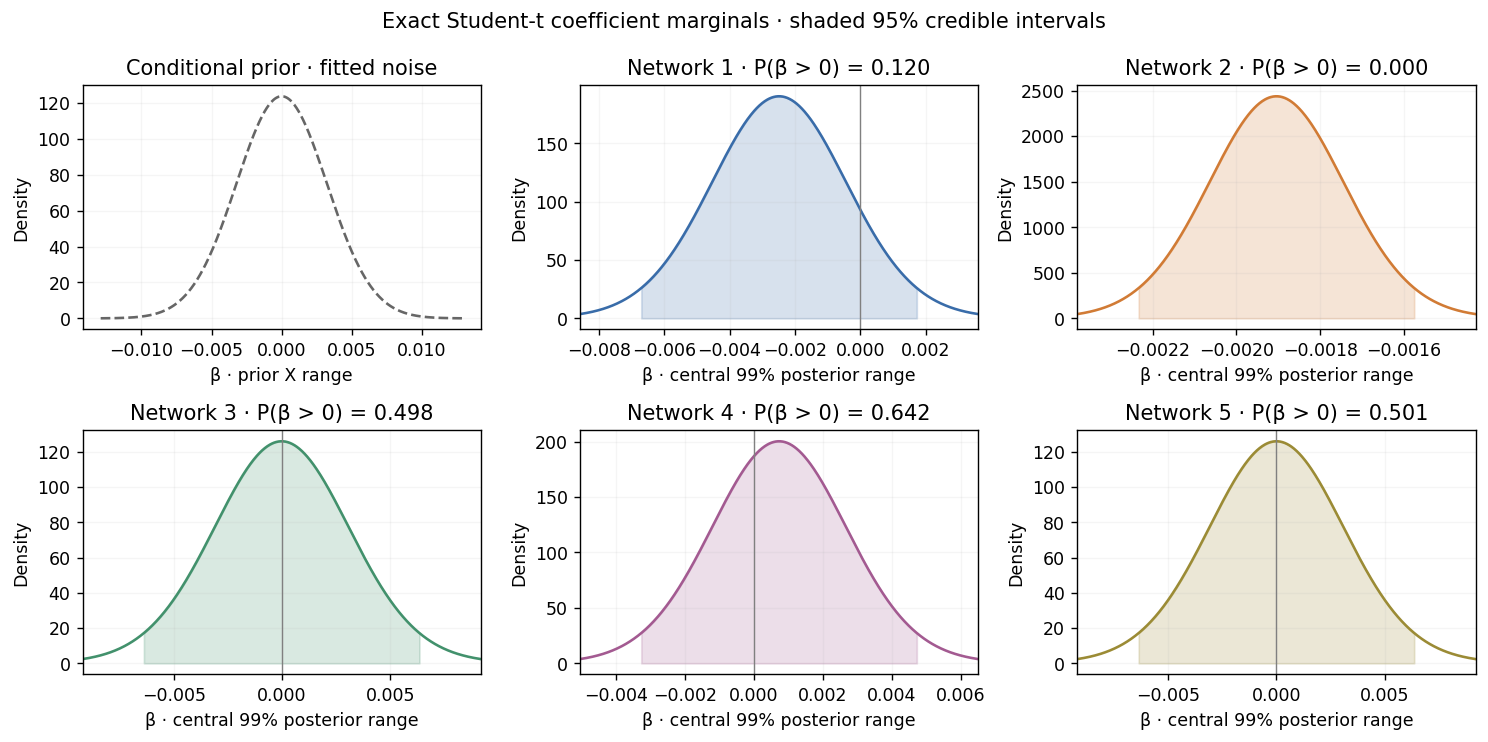 Exact Student-t coefficient marginals · shaded 95% credible intervals
Conditional prior · fitted noise
Density
120
100
80
60
40
20
0
−0.010 −0.005 0.000 0.005 0.010
β · prior X range
Network 1 · P(β > 0) = 0.120
Density
150
100
50
0
−0.008 −0.006 −0.004 −0.002 0.000 0.002
β · central 99% posterior range
Network 2 · P(β > 0) = 0.000
Density
2500
2000
1500
1000
500
0
−0.0022 −0.0020 −0.0018 −0.0016
β · central 99% posterior range
Network 3 · P(β > 0) = 0.498
Density
120
100
80
60
40
20
0
−0.005 0.000 0.005
β · central 99% posterior range
Network 4 · P(β > 0) = 0.642
Density
200
150
100
50
0
−0.004 −0.002 0.000 0.002 0.004 0.006
β · central 99% posterior range
Network 5 · P(β > 0) = 0.501
Density
120
100
80
60
40
20
0
−0.005 0.000 0.005
β · central 99% posterior range